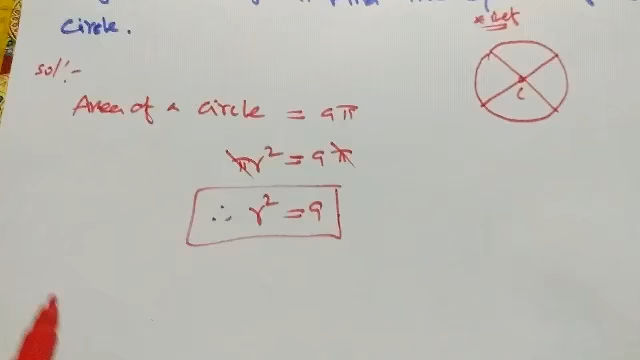 circle.
Sol:-
Area of a circle = 9π
πr² = 9π
∴ r² = 9
C